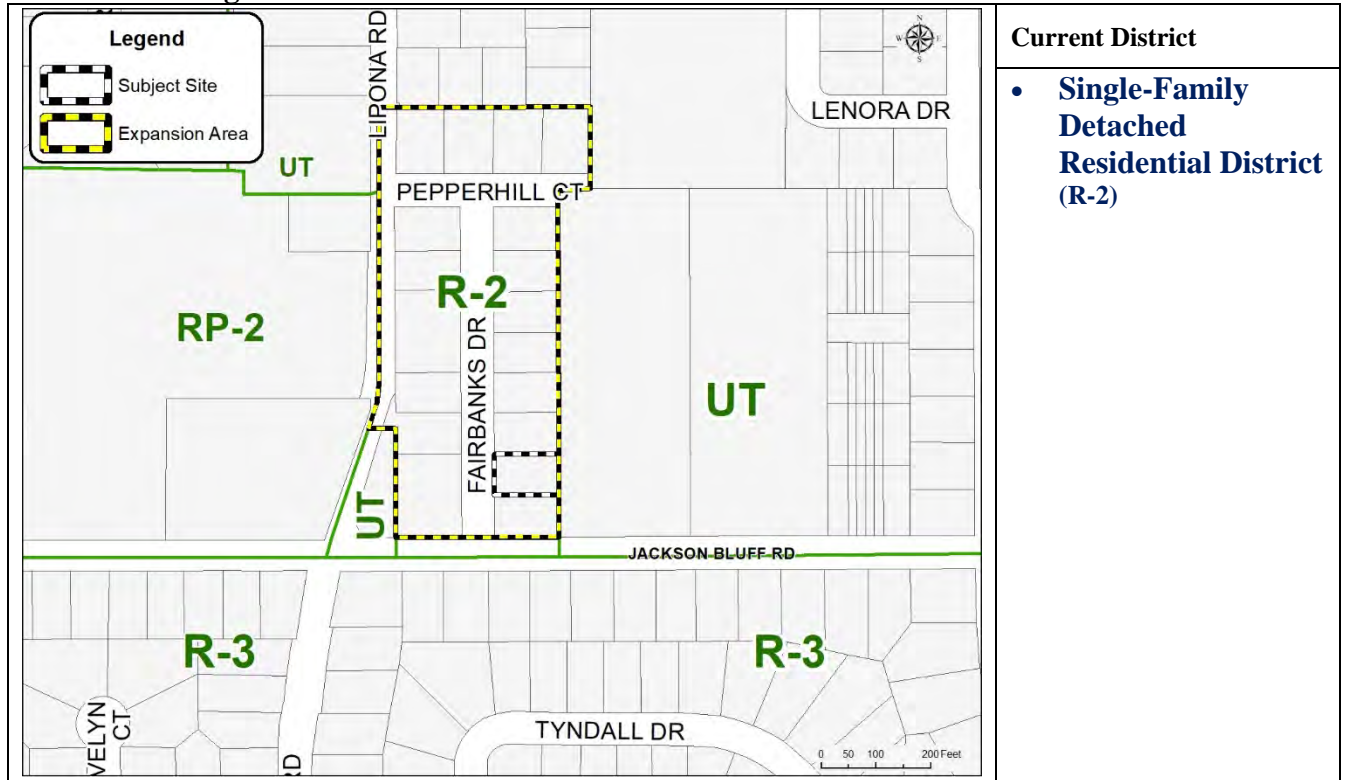 Legend
Subject Site
Expansion Area
LIPONA RD
N
W
E
S
LENORA DR
UT
PEPPERHILL CT
R-2
RP-2
FAIRBANKS DR
UT
UT
JACKSON BLUFF RD
R-3
R-3
VELYN
CT
RD
TYNDALL DR
0 50 100 200 Feet
Current District
• Single-Family
Detached
Residential District
(R-2)